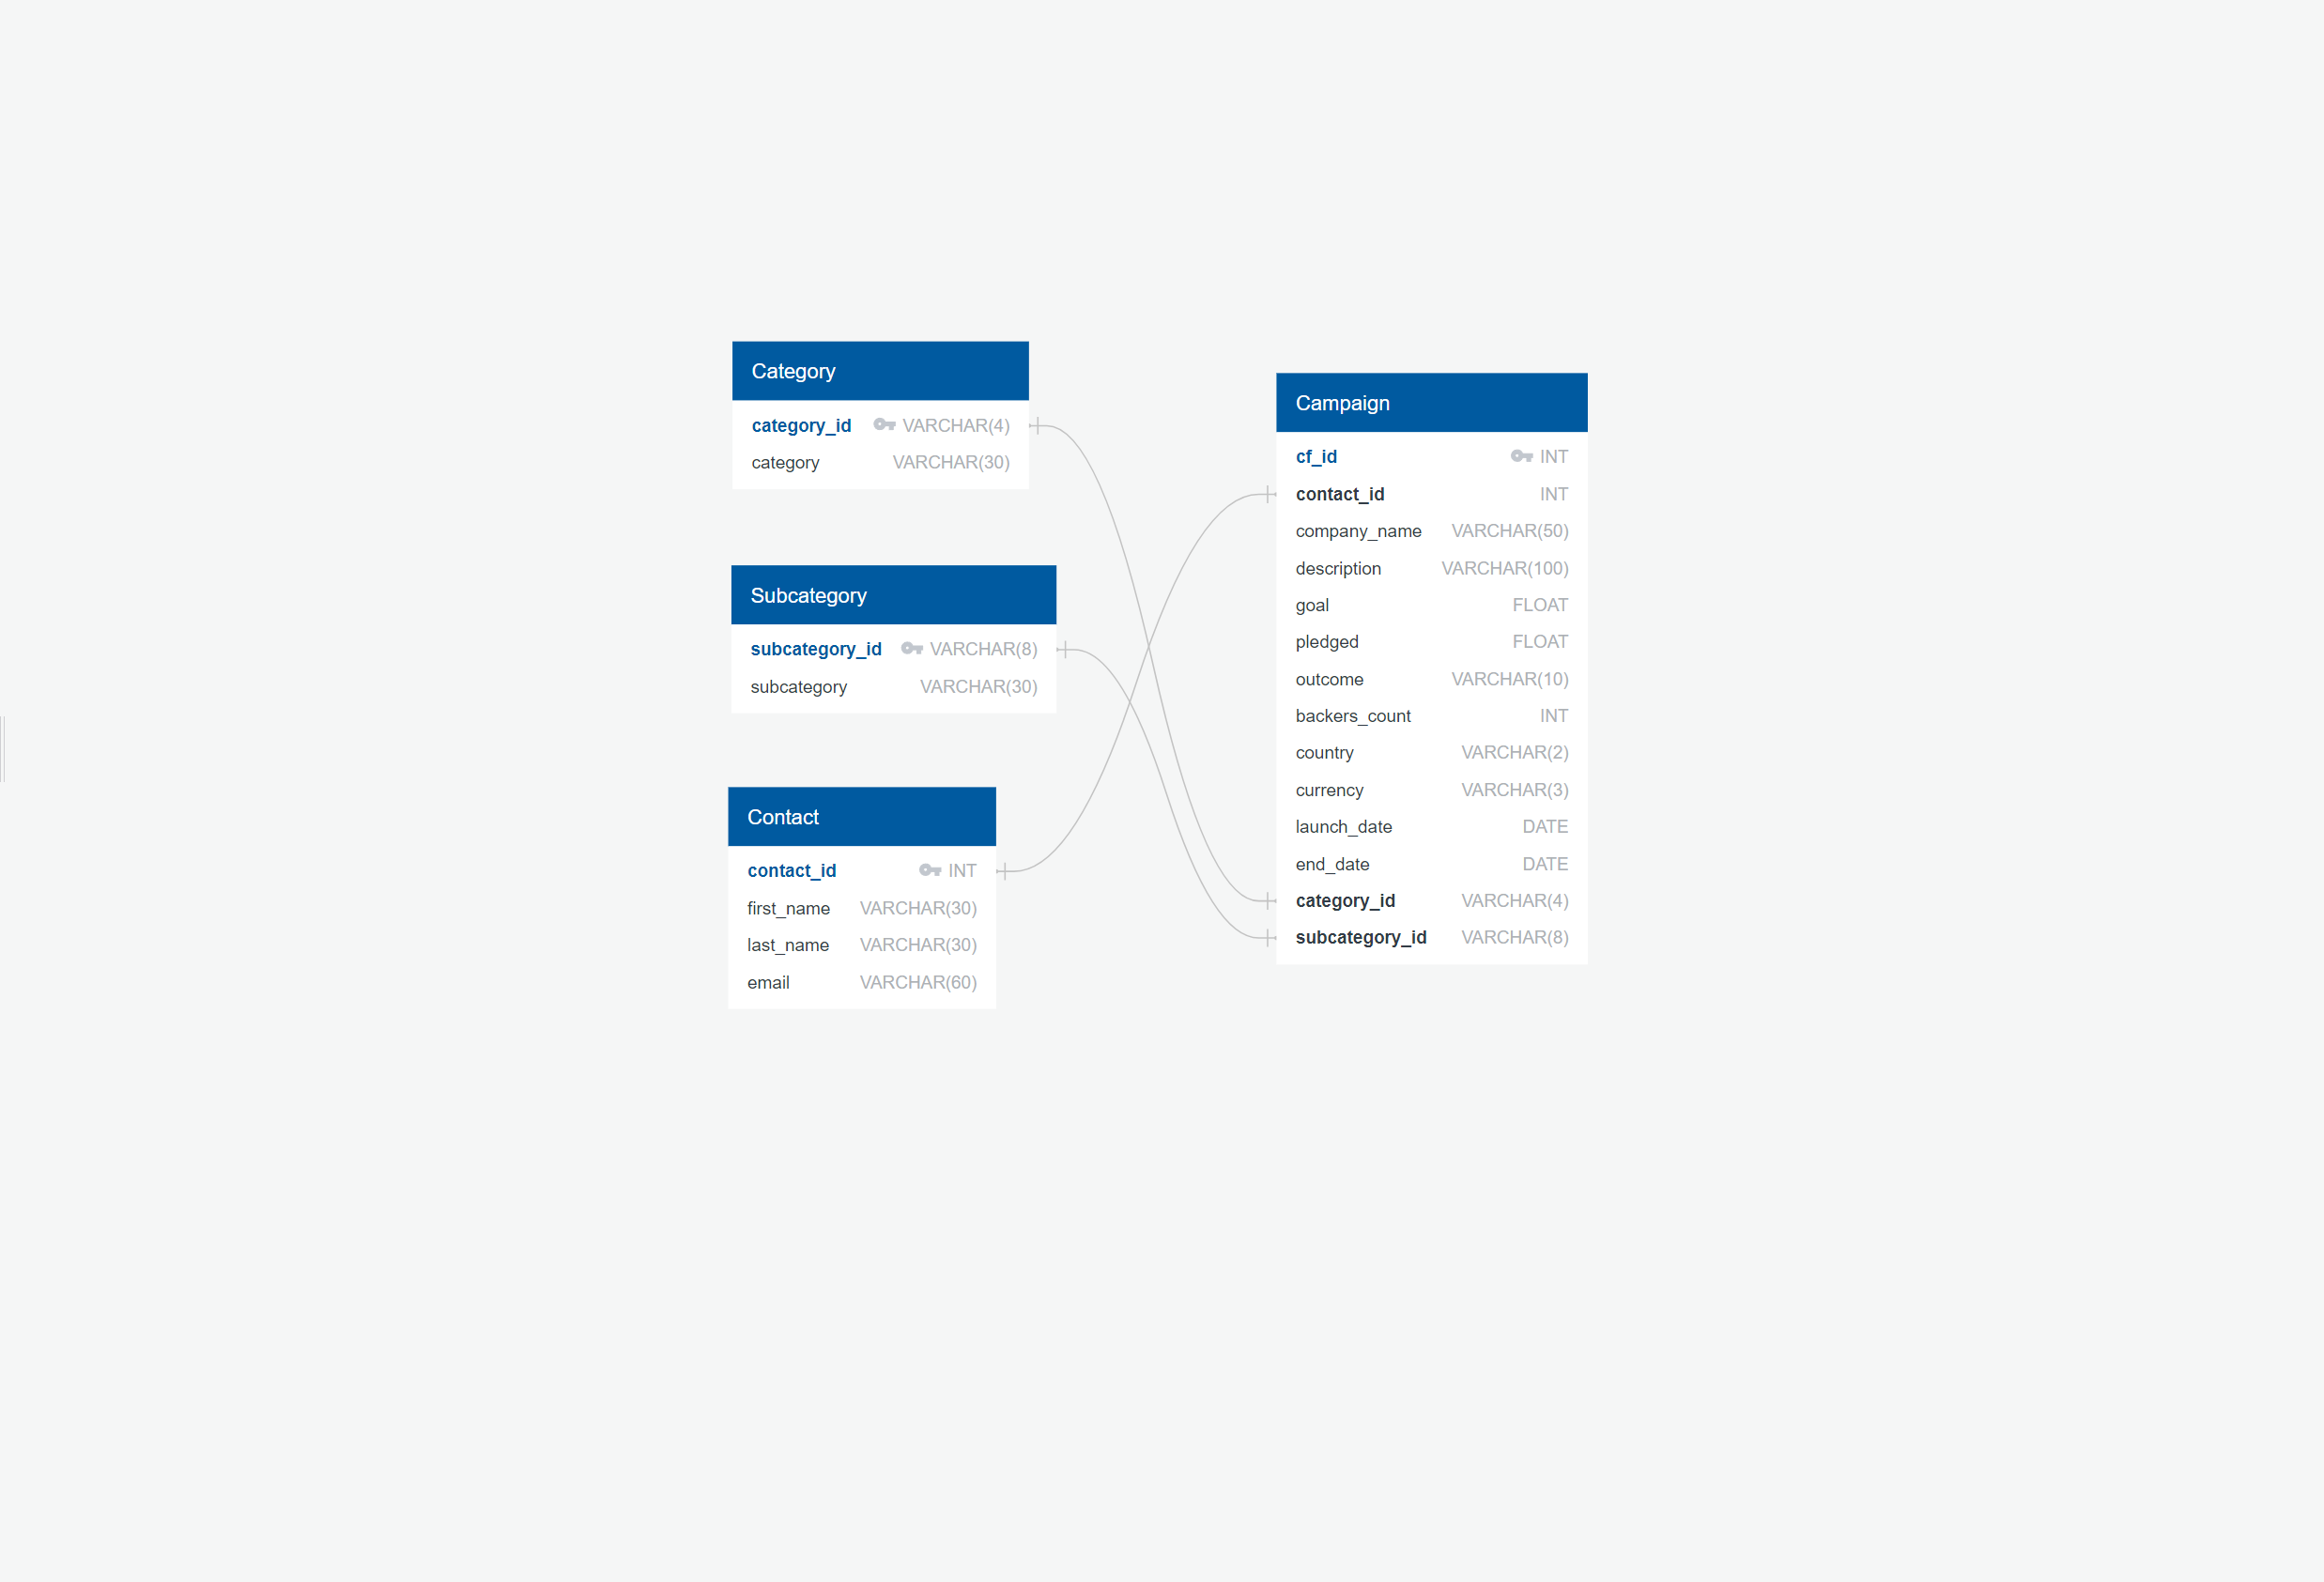 Category
category_id VARCHAR(4)
category VARCHAR(30)
Subcategory
subcategory_id VARCHAR(8)
subcategory VARCHAR(30)
Contact
contact_id INT
first_name VARCHAR(30)
last_name VARCHAR(30)
email VARCHAR(60)
Campaign
cf_id INT
contact_id INT
company_name VARCHAR(50)
description VARCHAR(100)
goal FLOAT
pledged FLOAT
outcome VARCHAR(10)
backers_count INT
country VARCHAR(2)
currency VARCHAR(3)
launch_date DATE
end_date DATE
category_id VARCHAR(4)
subcategory_id VARCHAR(8)